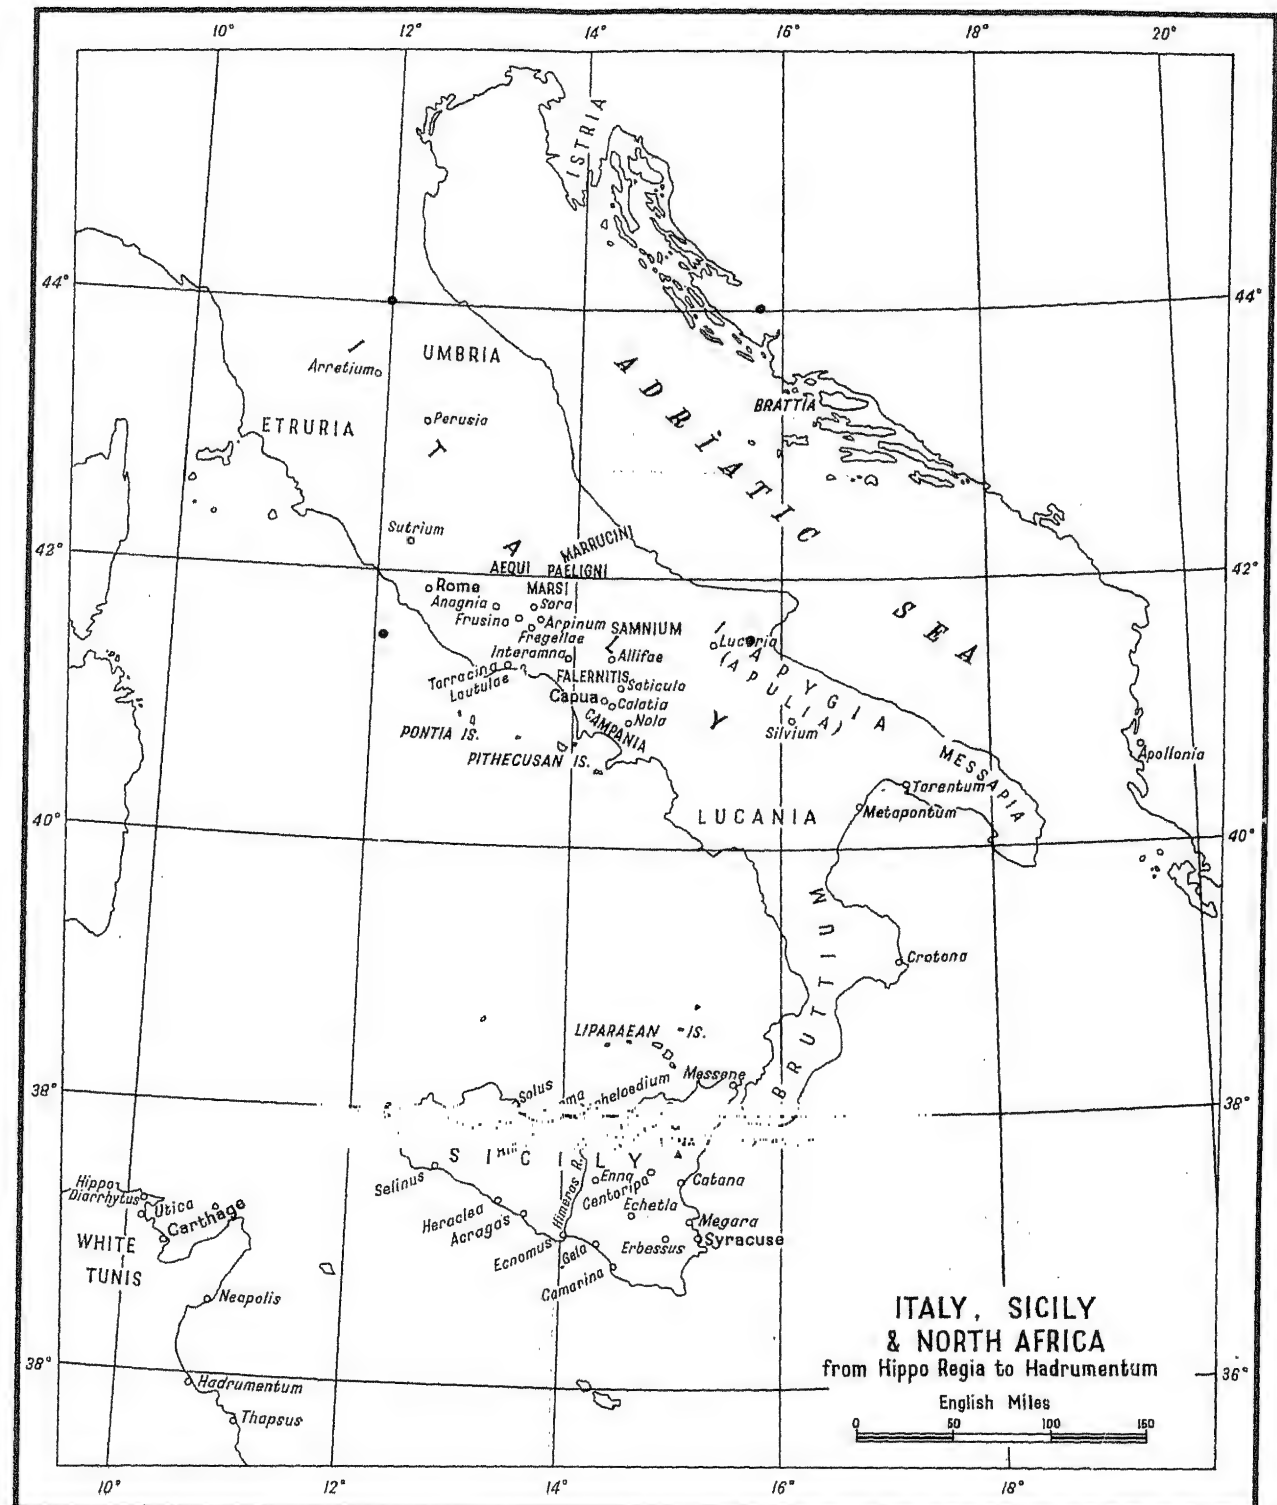 10° 12° 14° 16° 18° 20°
ISTRIA
44° 44°
I
UMBRIA
Arretium
ADRIATIC
SEA
BRATTIA
Perusia
ETRURIA
T
Sutrium
42° 42°
A
MARRUCINI
AEQUI PAELIGNI
Rome
MARSI
Anagnia
Sora
Frusino
Arpinum
SAMNIUM
Fregellae
L
Luceria
Interamna
Allifae
IAPYGIA
(APULIA)
Tarracina
FALERNITIS
Saticula
Lautulae
Capua
Calatia
Nola
CAMPANIA
Y
Silvium
PONTIA IS.
PITHECUSAN IS.
MESSAPIA
Apollonia
Tarentum
Metapontum
LUCANIA
40° 40°
BRUTTIUM
Crotona
LIPARAEAN IS.
Messene
Solus
38° 38°
SICILY
Selinus
Himeras R.
Enna
Centoripa
Catana
Hippo
Diarrhytus
Utica
Carthage
Heraclea
Acragas
Echetla
Megara
Ecnomus
Gela
Erbessus
Syracuse
Camarina
WHITE
TUNIS
Neapolis
ITALY, SICILY
& NORTH AFRICA
from Hippo Regia to Hadrumentum
38° 36°
Hadrumentum
Thapsus
English Miles
0 50 100 150
10° 12° 14° 16° 18°